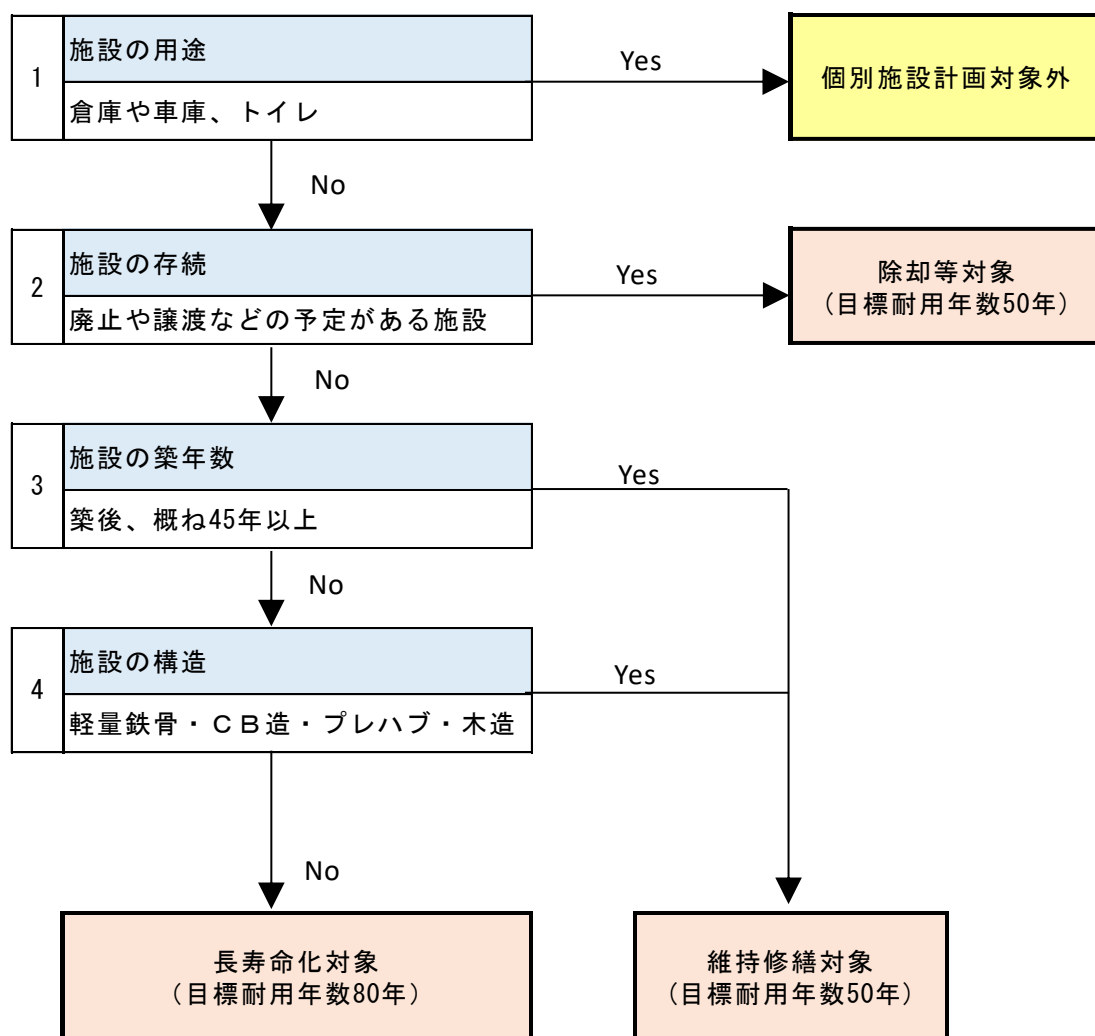 1
施設の用途
倉庫や車庫、トイレ
Yes
個別施設計画対象外
No
2
施設の存続
廃止や譲渡などの予定がある施設
Yes
除却等対象
（目標耐用年数50年）
No
3
施設の築年数
築後、概ね45年以上
Yes
No
4
施設の構造
軽量鉄骨・ＣＢ造・プレハブ・木造
Yes
No
長寿命化対象
（目標耐用年数80年）
維持修繕対象
（目標耐用年数50年）